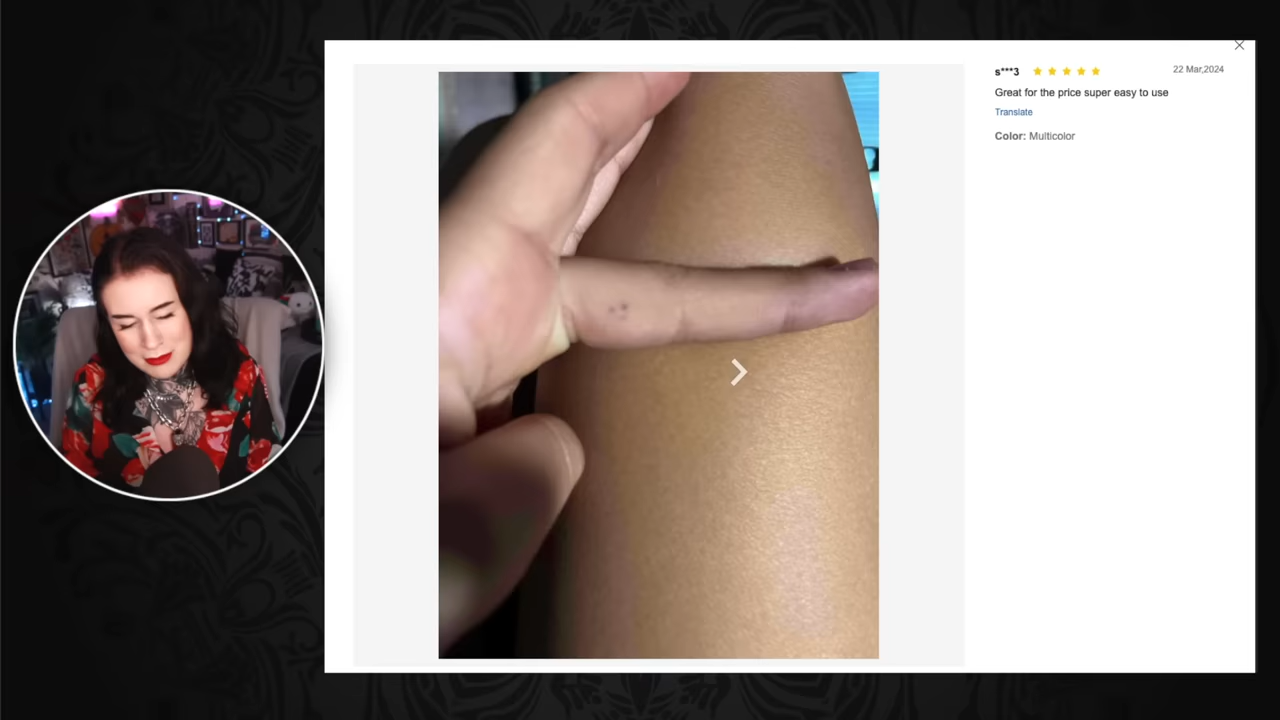 s***3
22 Mar,2024
Great for the price super easy to use
Translate
Color: Multicolor